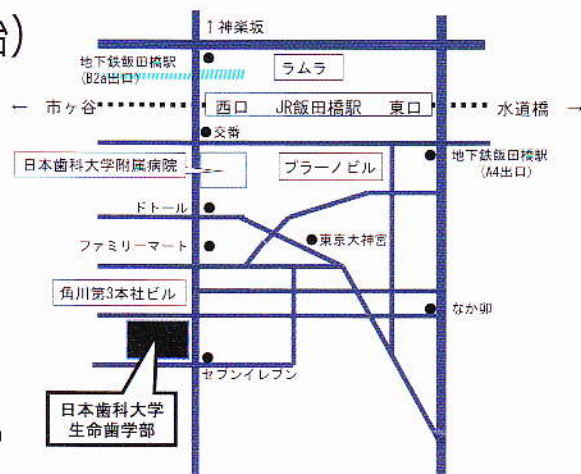 台)
↑神楽坂
地下鉄飯田橋駅
(B2a出口)
ラムラ
← 市ヶ谷
西口 JR飯田橋駅 東口
水道橋 →
交番
日本歯科大学附属病院
プラーノビル
地下鉄飯田橋駅
(A4出口)
ドトール
ファミリーマート
東京大神宮
角川第3本社ビル
なか卯
セブンイレブン
日本歯科大学
生命歯学部